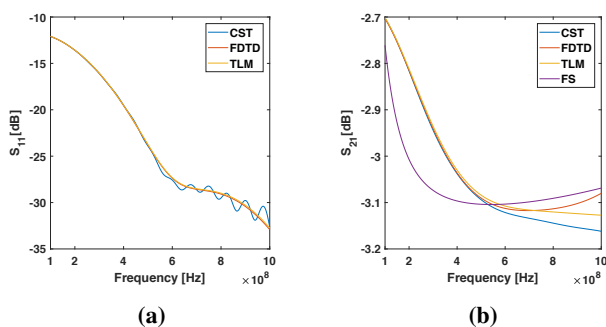 -10
-15
-20
-25
-30
-35
S11[dB]
1 2 4 6 8 10
Frequency [Hz]
×10^8
CST
FDTD
TLM
(a)
-2.7
-2.8
-2.9
-3
-3.1
-3.2
S21[dB]
1 2 4 6 8 10
Frequency [Hz]
×10^8
CST
FDTD
TLM
FS
(b)